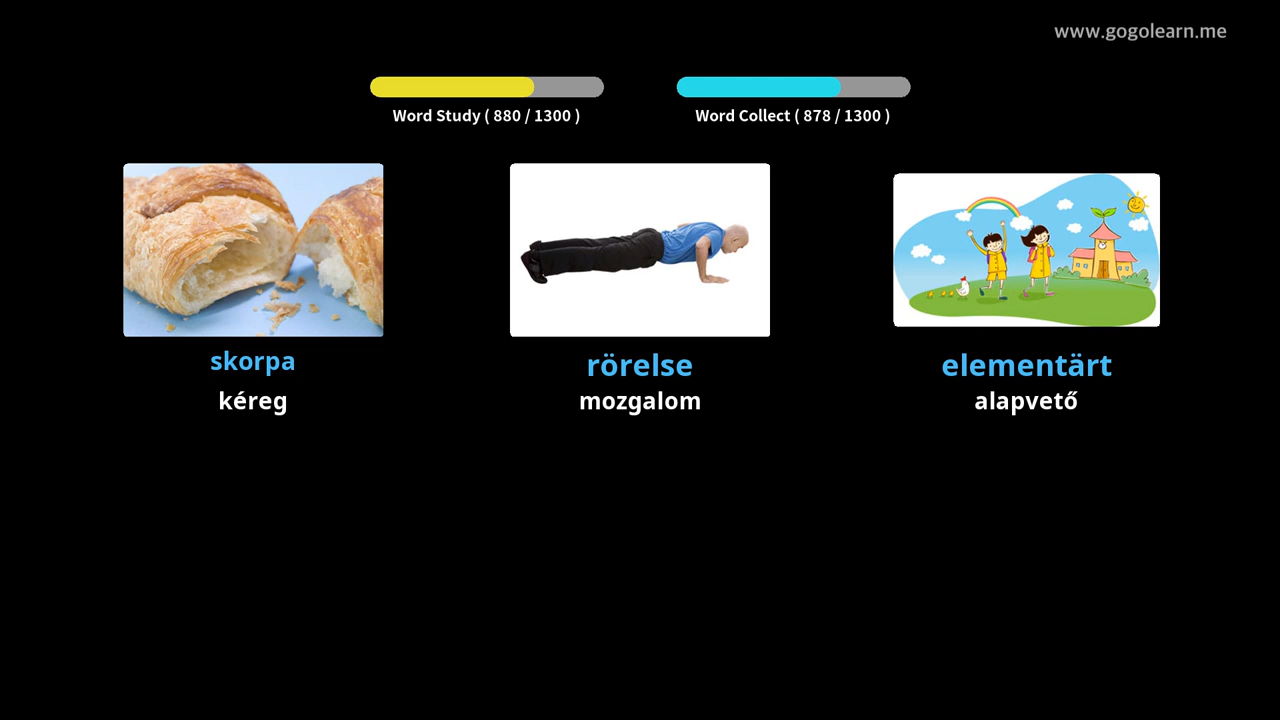 www.gogolearn.me
Word Study ( 880 / 1300 )
Word Collect ( 878 / 1300 )
skorpa
kéreg
rörelse
mozgalom
elementärt
alapvető